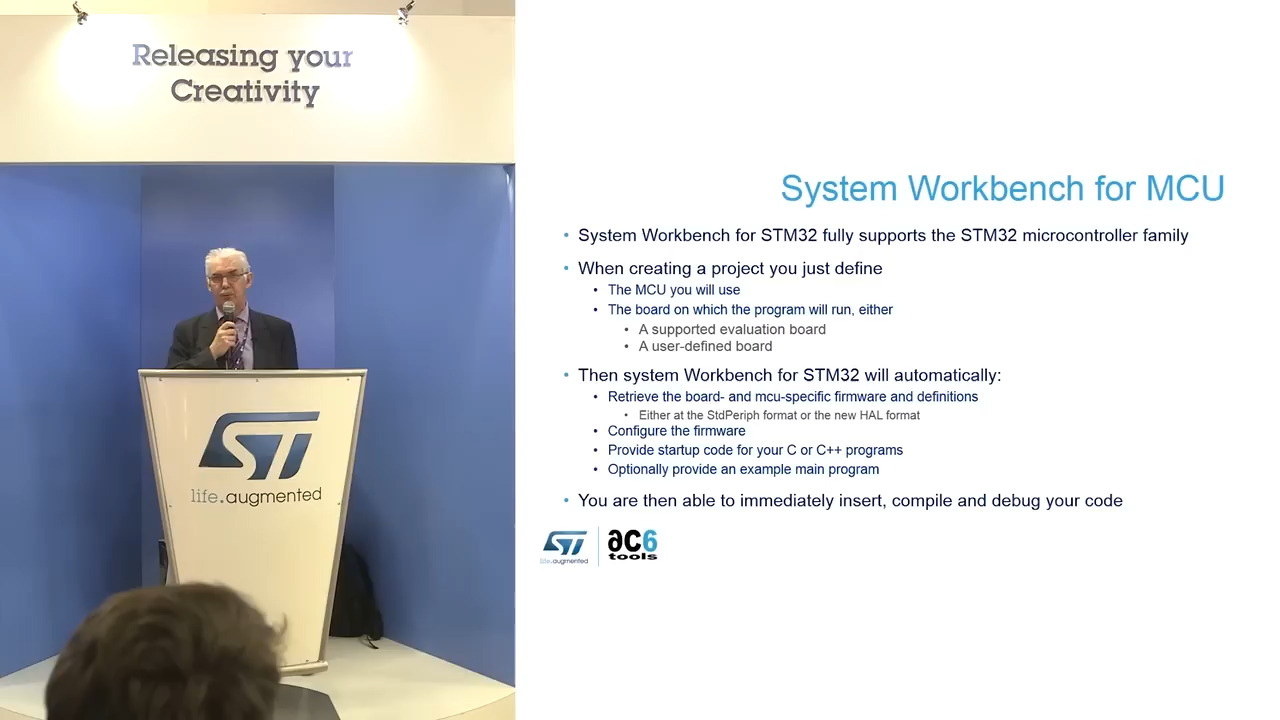 Releasing your
Creativity
ST
life.augmented
System Workbench for MCU
• System Workbench for STM32 fully supports the STM32 microcontroller family
• When creating a project you just define
• The MCU you will use
• The board on which the program will run, either
• A supported evaluation board
• A user-defined board
• Then system Workbench for STM32 will automatically:
• Retrieve the board- and mcu-specific firmware and definitions
• Either at the StdPeriph format or the new HAL format
• Configure the firmware
• Provide startup code for your C or C++ programs
• Optionally provide an example main program
• You are then able to immediately insert, compile and debug your code
ST
life.augmented
ac6
tools